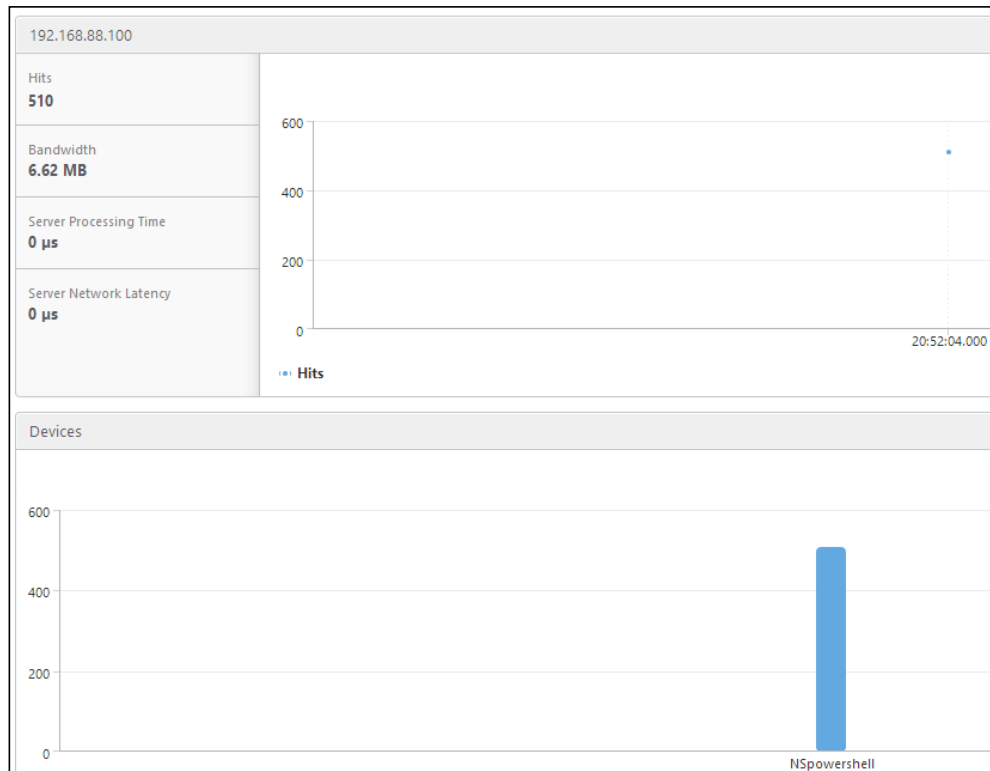 192.168.88.100
Hits
510
Bandwidth
6.62 MB
Server Processing Time
0 µs
Server Network Latency
0 µs
600
400
200
0
20:52:04.000
Hits
Devices
600
400
200
0
NSpowershell